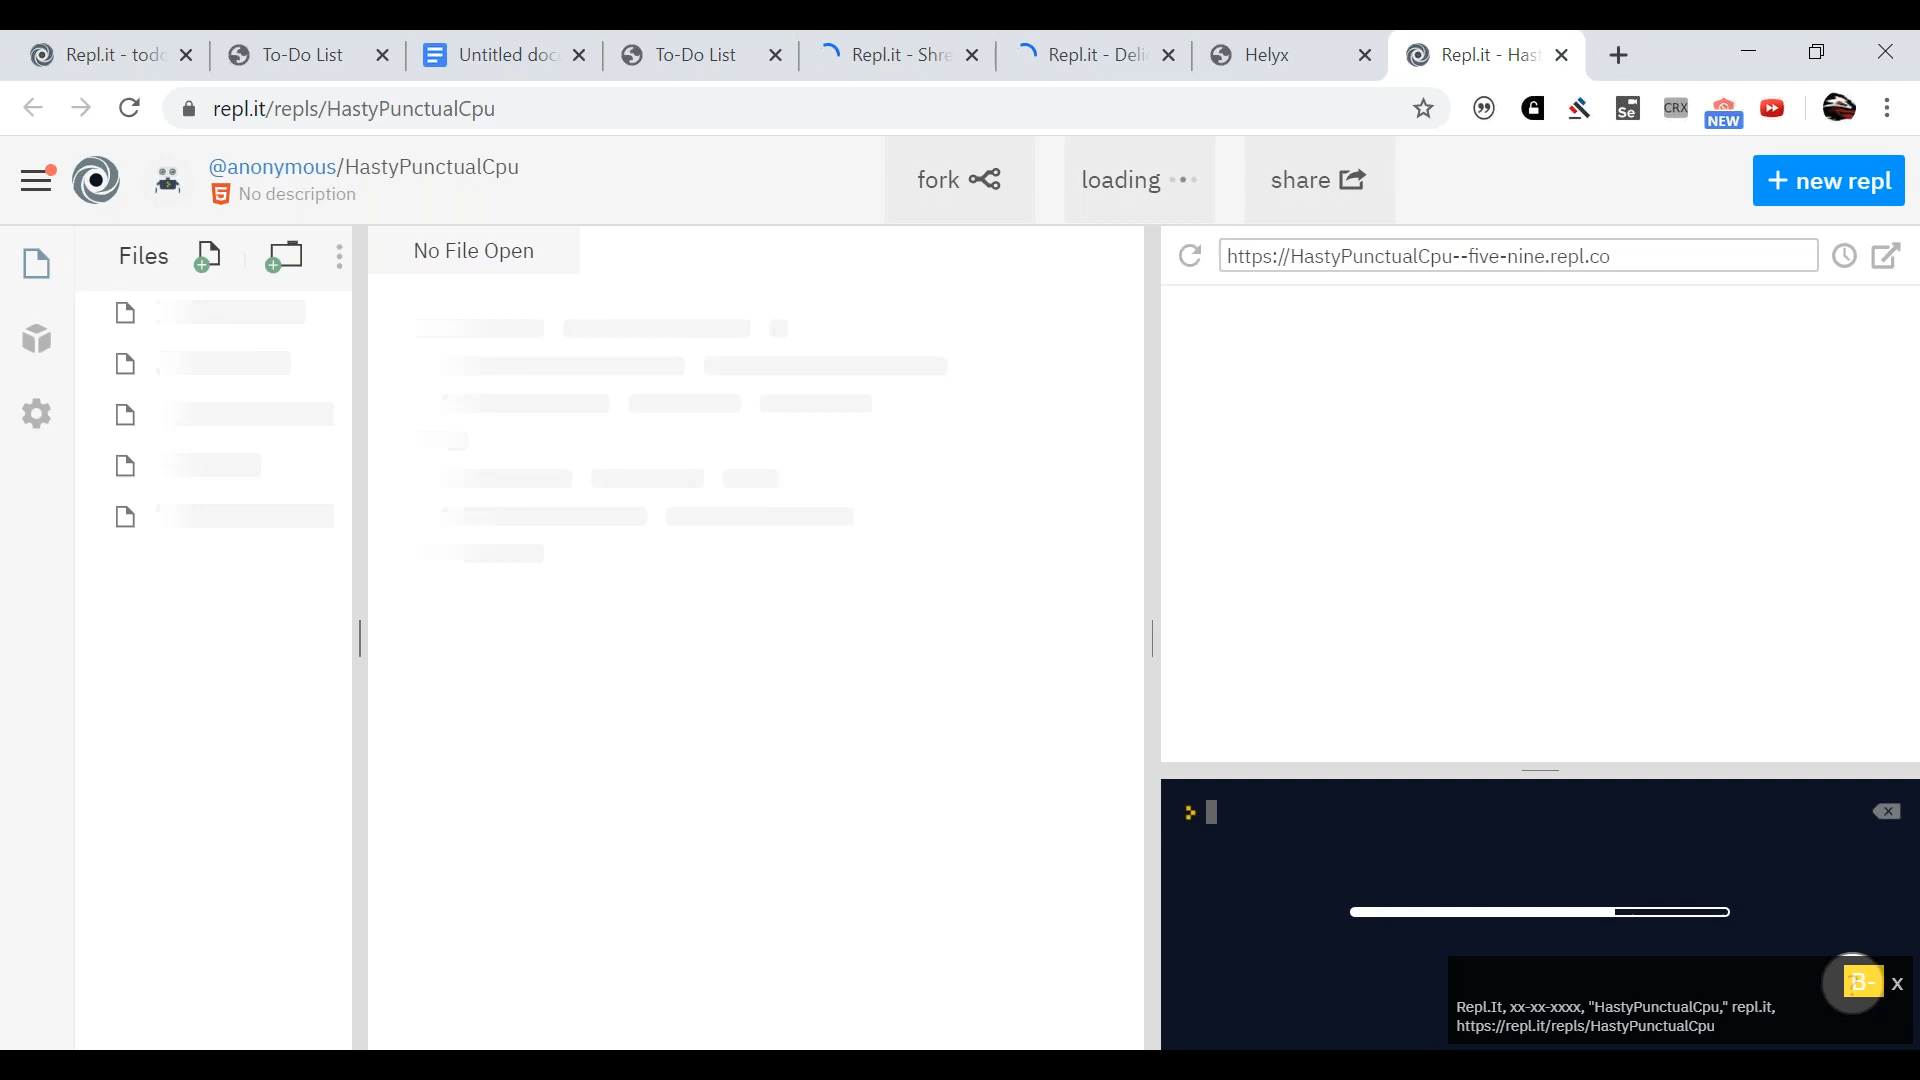 Repl.it - todo
To-Do List
Untitled doc
To-Do List
Repl.it - Shre
Repl.it - Deli
Helyx
Repl.it - Hast
repl.it/repls/HastyPunctualCpu
Se
CRX
NEW
@anonymous/HastyPunctualCpu
No description
fork
loading
share
+ new repl
Files
No File Open
https://HastyPunctualCpu--five-nine.repl.co
B-
x
Repl.It, xx-xx-xxxx, "HastyPunctualCpu," repl.it,
https://repl.it/repls/HastyPunctualCpu